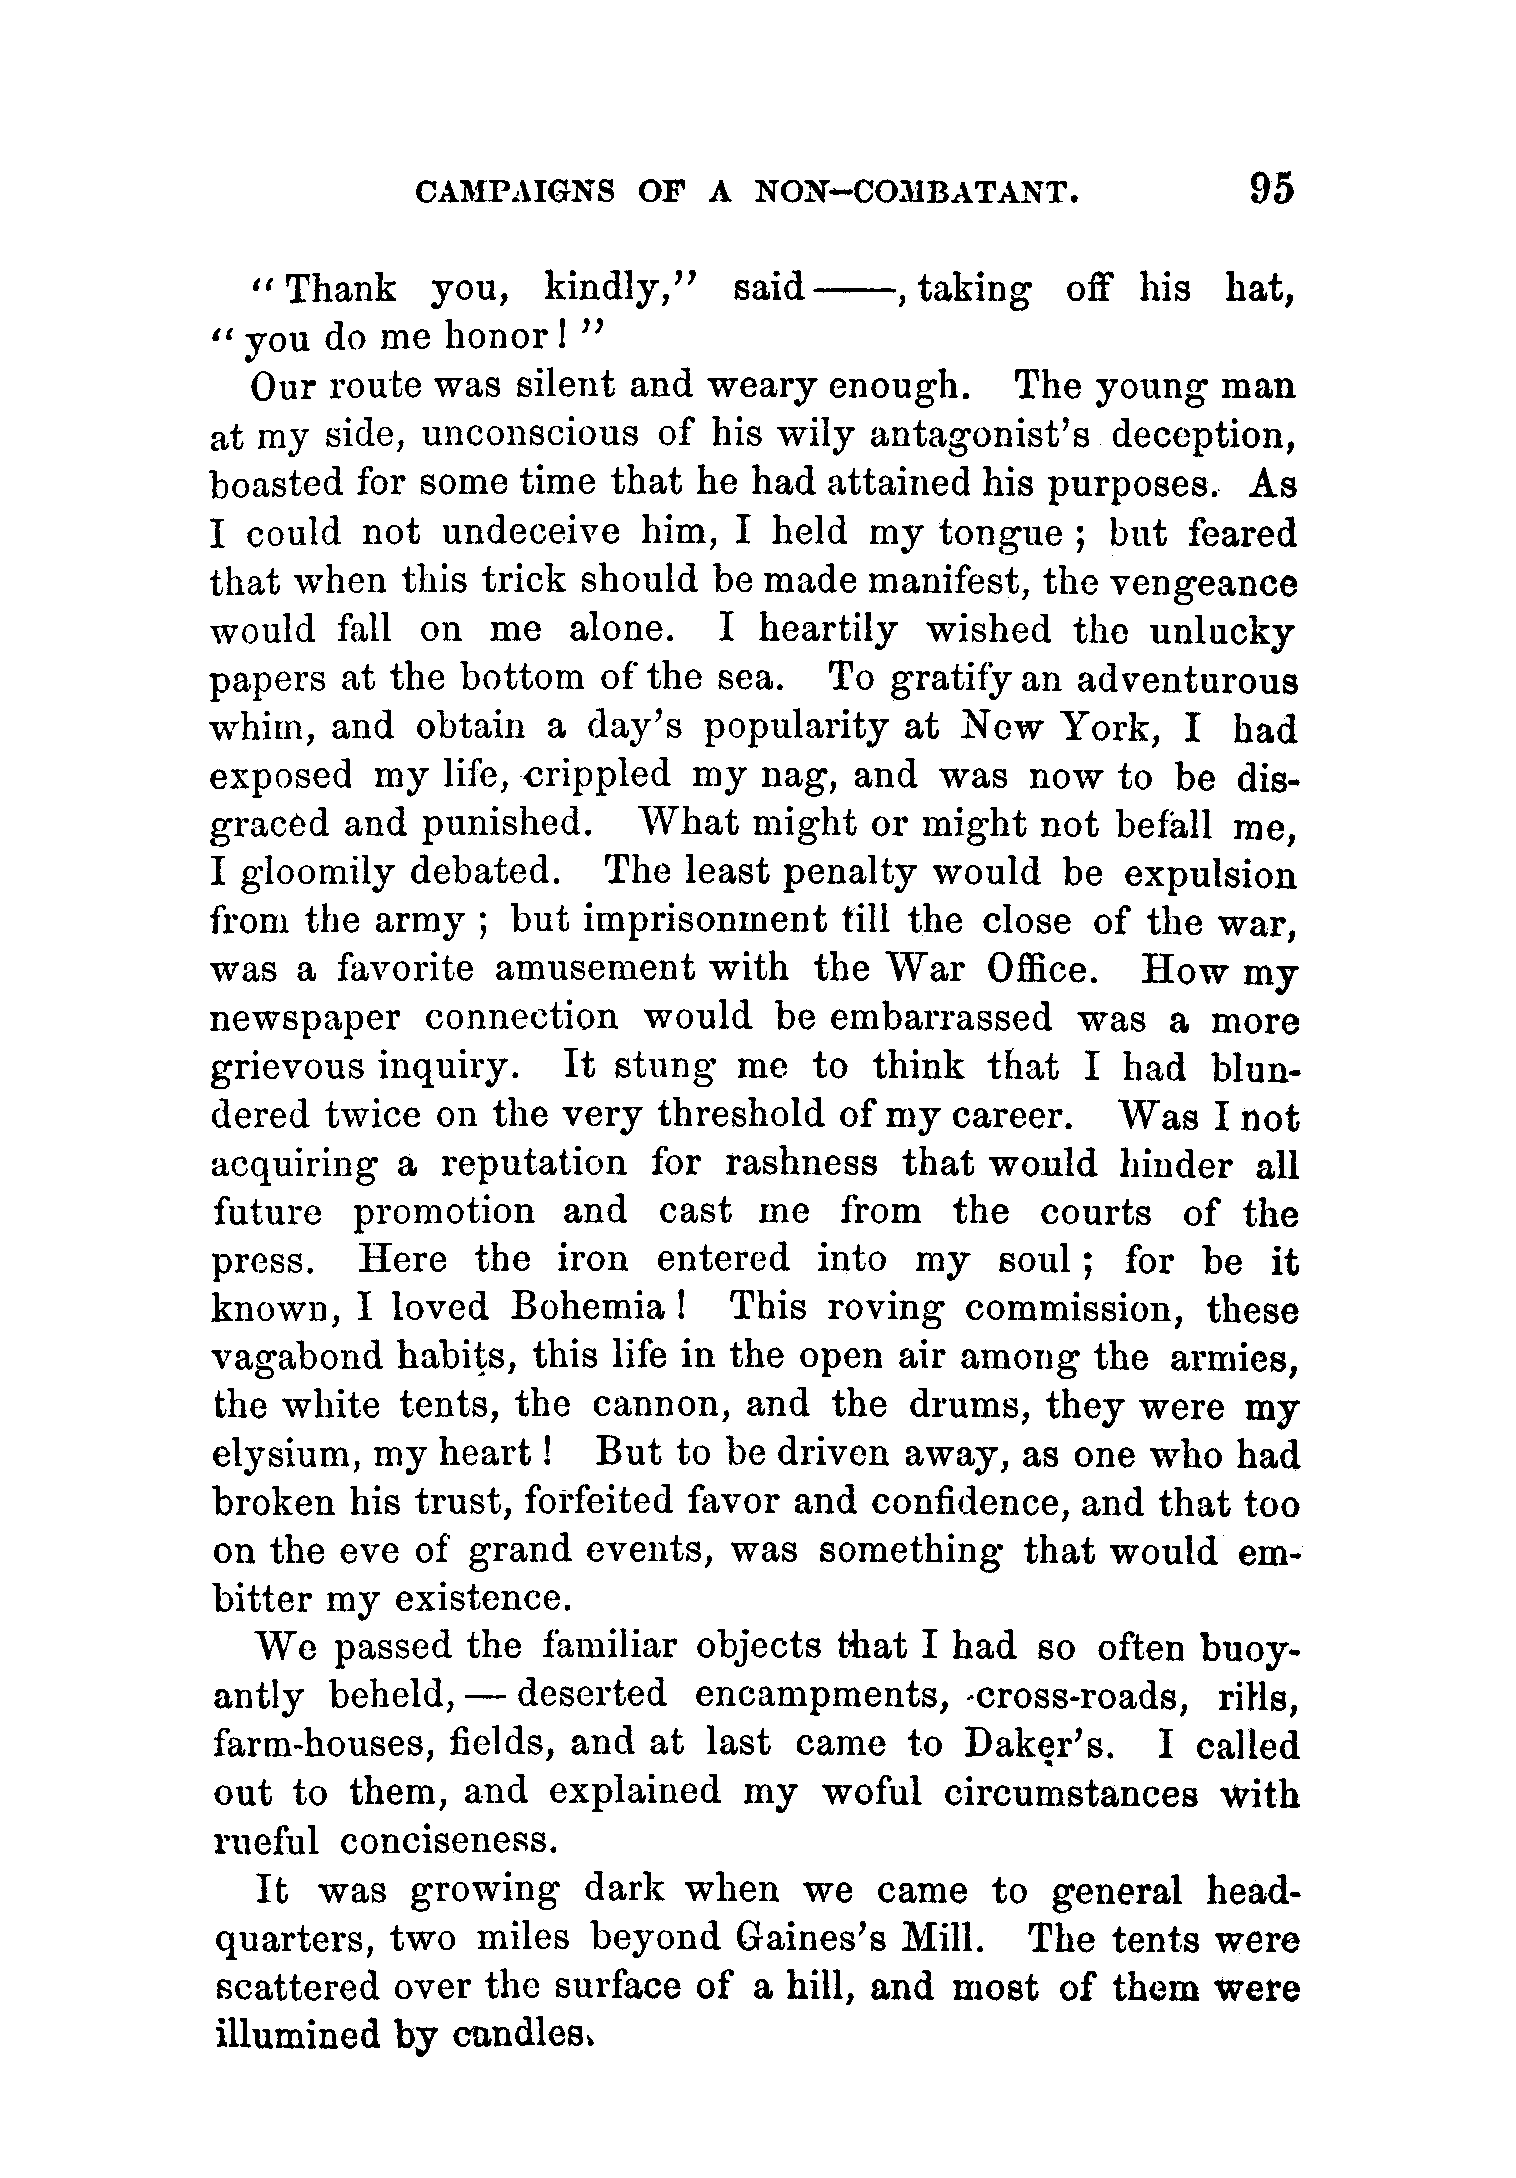 CAMPAIGNS OF A NON-COMBATANT. 95
"Thank you, kindly," said——, taking off his hat,
"you do me honor!"
Our route was silent and weary enough. The young man
at my side, unconscious of his wily antagonist's deception,
boasted for some time that he had attained his purposes. As
I could not undeceive him, I held my tongue; but feared
that when this trick should be made manifest, the vengeance
would fall on me alone. I heartily wished the unlucky
papers at the bottom of the sea. To gratify an adventurous
whim, and obtain a day's popularity at New York, I had
exposed my life, crippled my nag, and was now to be dis-
graced and punished. What might or might not befall me,
I gloomily debated. The least penalty would be expulsion
from the army; but imprisonment till the close of the war,
was a favorite amusement with the War Office. How my
newspaper connection would be embarrassed was a more
grievous inquiry. It stung me to think that I had blun-
dered twice on the very threshold of my career. Was I not
acquiring a reputation for rashness that would hinder all
future promotion and cast me from the courts of the
press. Here the iron entered into my soul; for be it
known, I loved Bohemia! This roving commission, these
vagabond habits, this life in the open air among the armies,
the white tents, the cannon, and the drums, they were my
elysium, my heart! But to be driven away, as one who had
broken his trust, forfeited favor and confidence, and that too
on the eve of grand events, was something that would em-
bitter my existence.
We passed the familiar objects that I had so often buoy-
antly beheld,—deserted encampments, cross-roads, rills,
farm-houses, fields, and at last came to Daker's. I called
out to them, and explained my woful circumstances with
rueful conciseness.
It was growing dark when we came to general head-
quarters, two miles beyond Gaines's Mill. The tents were
scattered over the surface of a hill, and most of them were
illumined by candles.